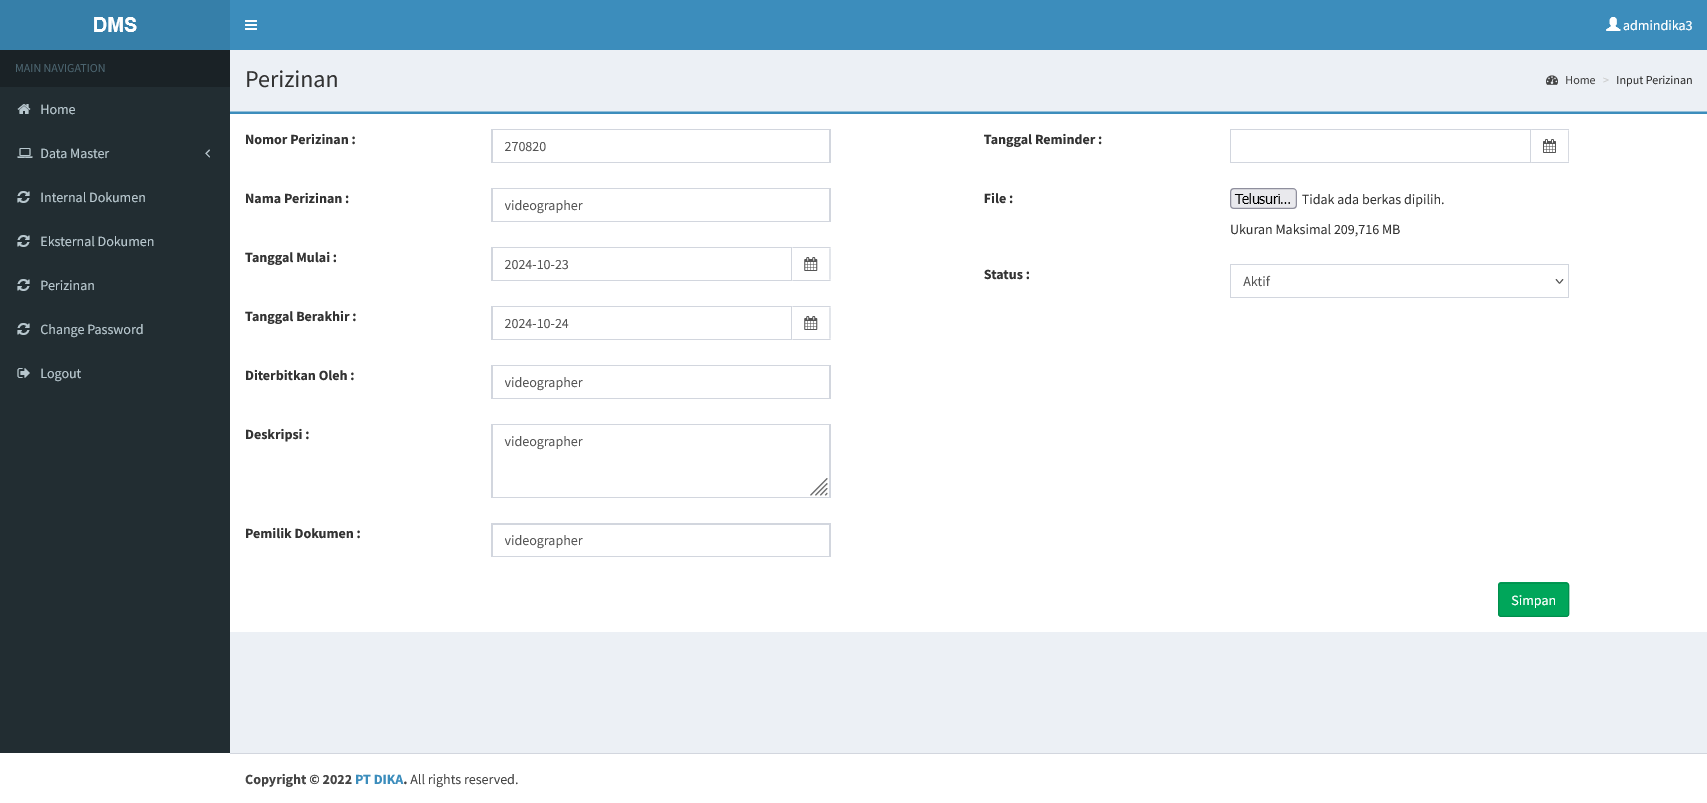 DMS
admindika3
MAIN NAVIGATION
Home
Data Master
Internal Dokumen
Eksternal Dokumen
Perizinan
Change Password
Logout
Perizinan
Home > Input Perizinan
Nomor Perizinan :
270820
Nama Perizinan :
videographer
Tanggal Mulai :
2024-10-23
Tanggal Berakhir :
2024-10-24
Diterbitkan Oleh :
videographer
Deskripsi :
videographer
Pemilik Dokumen :
videographer
Tanggal Reminder :
File :
Telusuri... Tidak ada berkas dipilih.
Ukuran Maksimal 209,716 MB
Status :
Aktif
Simpan
Copyright © 2022 PT DIKA. All rights reserved.